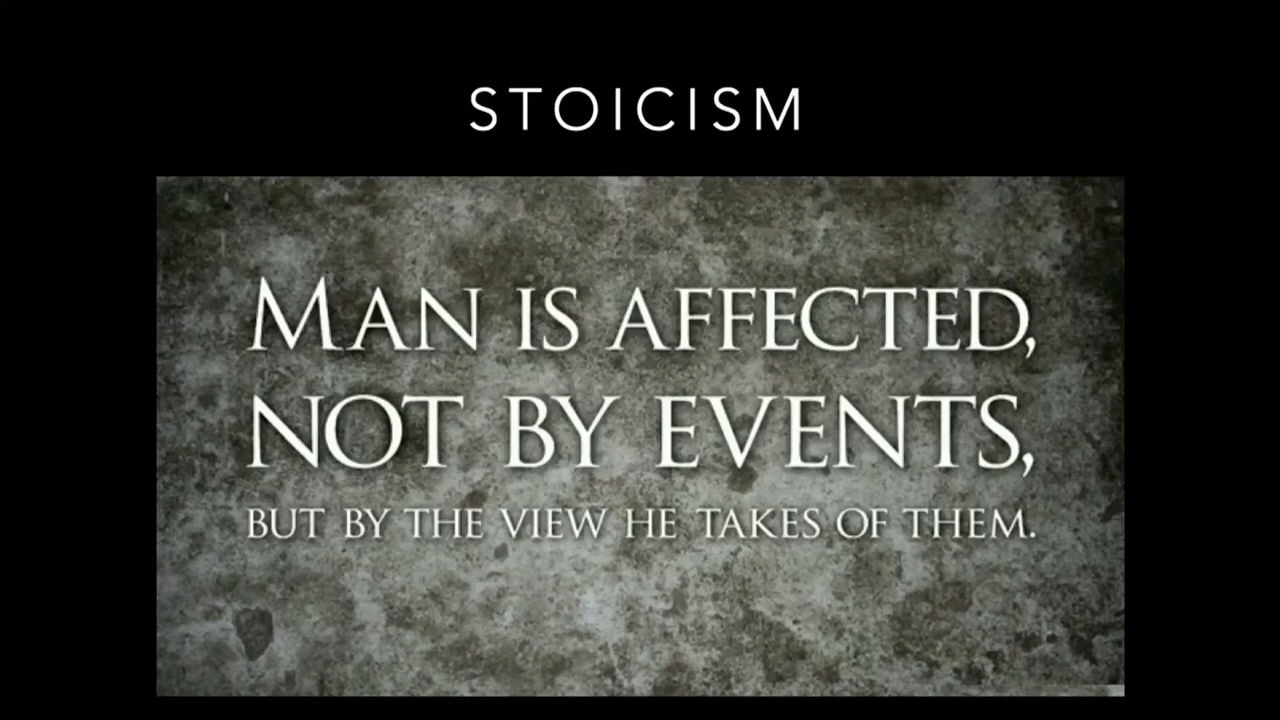 STOICISM
MAN IS AFFECTED,
NOT BY EVENTS,
BUT BY THE VIEW HE TAKES OF THEM.